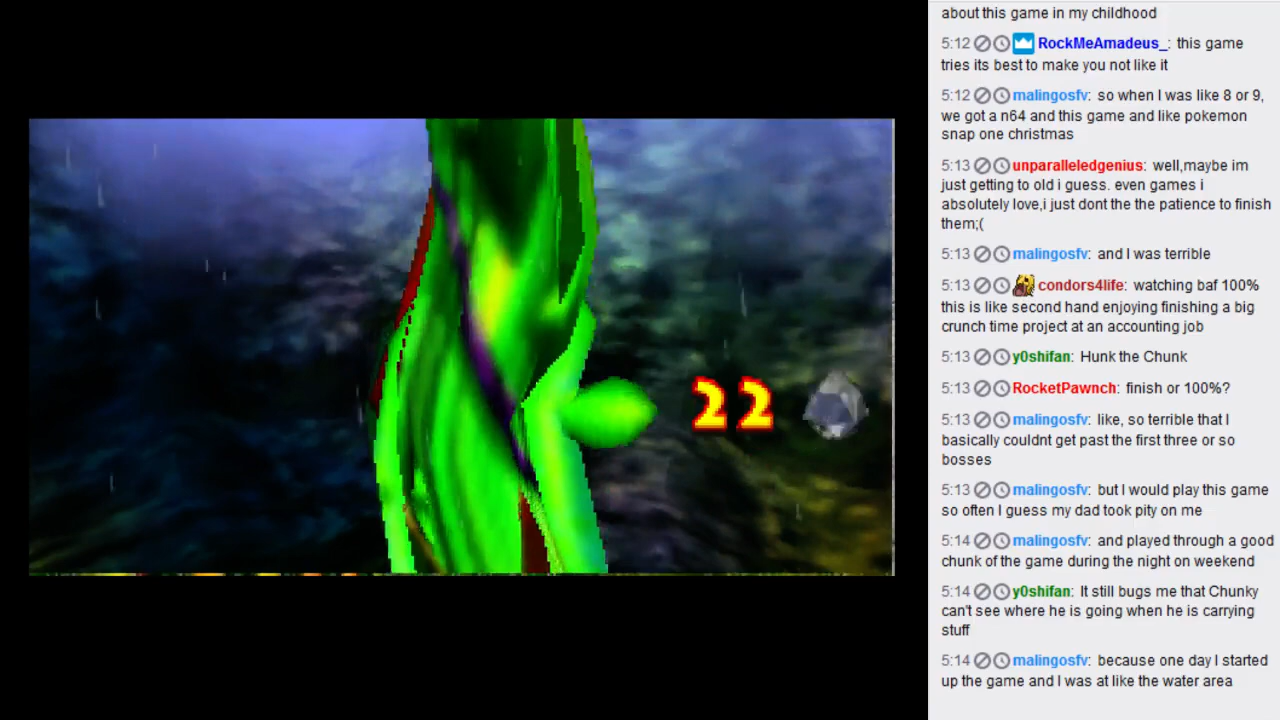 about this game in my childhood
5:12 RockMeAmadeus_: this game
tries its best to make you not like it
5:12 malingosfv: so when I was like 8 or 9,
we got a n64 and this game and like pokemon
snap one christmas
5:13 unparalleledgenius: well,maybe im
just getting to old i guess. even games i
absolutely love,i just dont the the patience to finish
them;(
5:13 malingosfv: and I was terrible
5:13 condors4life: watching baf 100%
this is like second hand enjoying finishing a big
crunch time project at an accounting job
5:13 y0shifan: Hunk the Chunk
5:13 RocketPawnch: finish or 100%?
5:13 malingosfv: like, so terrible that I
basically couldnt get past the first three or so
bosses
5:13 malingosfv: but I would play this game
so often I guess my dad took pity on me
5:14 malingosfv: and played through a good
chunk of the game during the night on weekend
5:14 y0shifan: It still bugs me that Chunky
can't see where he is going when he is carrying
stuff
5:14 malingosfv: because one day I started
up the game and I was at like the water area
22